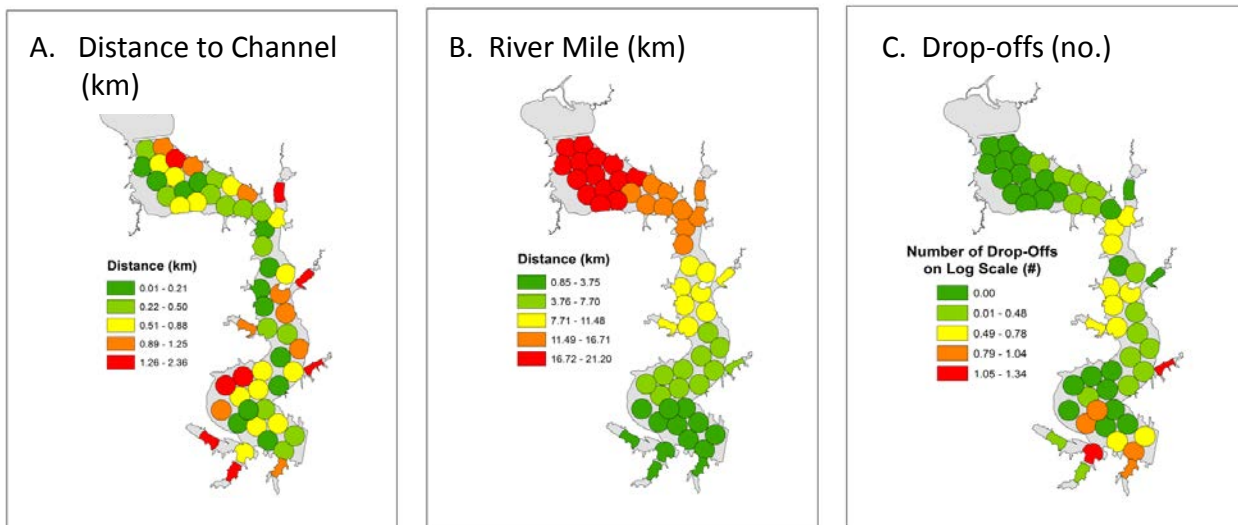 A. Distance to Channel
(km)
Distance (km)
0.01 - 0.21
0.22 - 0.50
0.51 - 0.88
0.89 - 1.25
1.26 - 2.36
B. River Mile (km)
Distance (km)
0.85 - 3.75
3.76 - 7.70
7.71 - 11.48
11.49 - 16.71
16.72 - 21.20
C. Drop-offs (no.)
Number of Drop-Offs
on Log Scale (#)
0.00
0.01 - 0.48
0.49 - 0.78
0.79 - 1.04
1.05 - 1.34